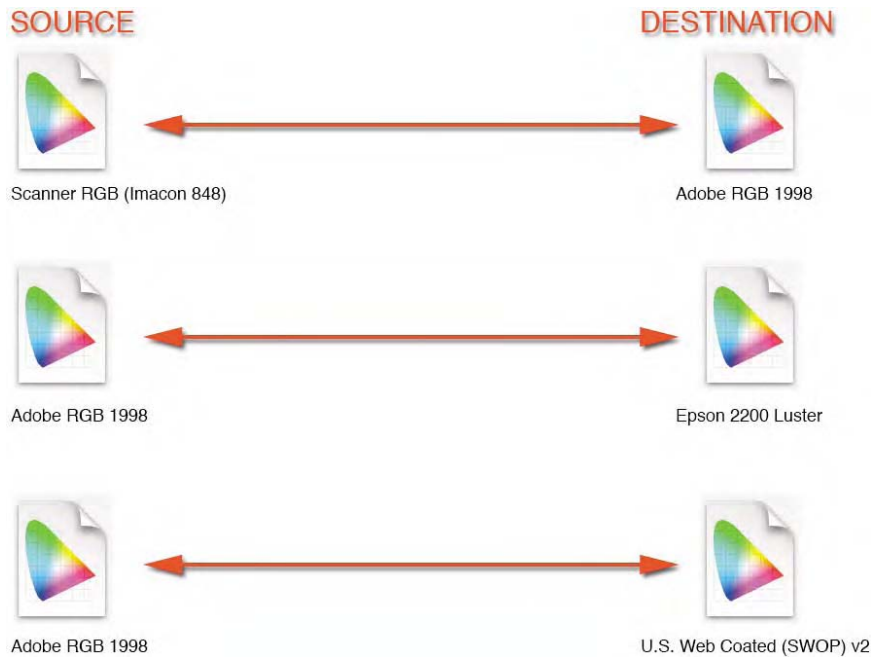 SOURCE
DESTINATION
Scanner RGB (Imacon 848)
Adobe RGB 1998
Adobe RGB 1998
Epson 2200 Luster
Adobe RGB 1998
U.S. Web Coated (SWOP) v2